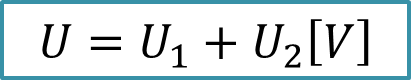 U = U₁ + U₂[V]